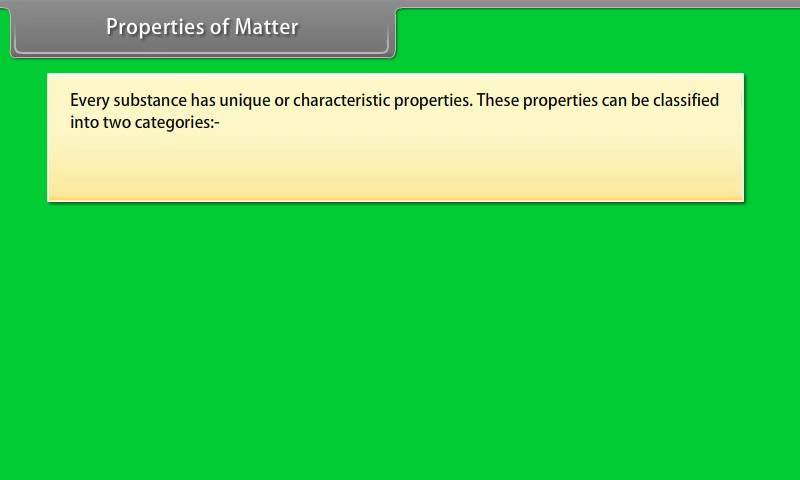 Properties of Matter
Every substance has unique or characteristic properties. These properties can be classified
into two categories:-